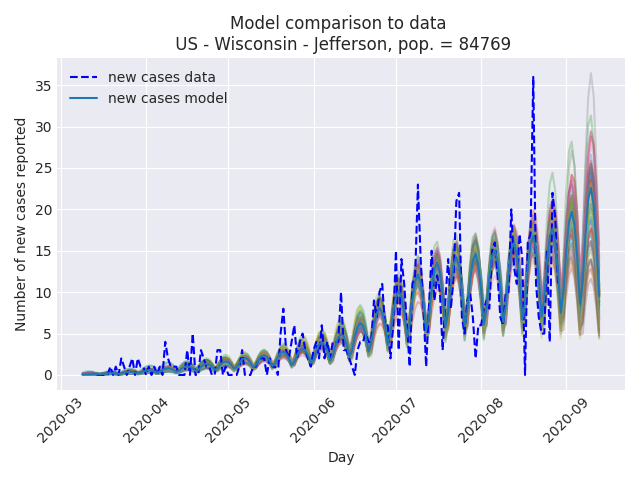 Model comparison to data
US - Wisconsin - Jefferson, pop. = 84769
new cases data
new cases model
Number of new cases reported
35
30
25
20
15
10
5
0
2020-03
2020-04
2020-05
2020-06
2020-07
2020-08
2020-09
Day